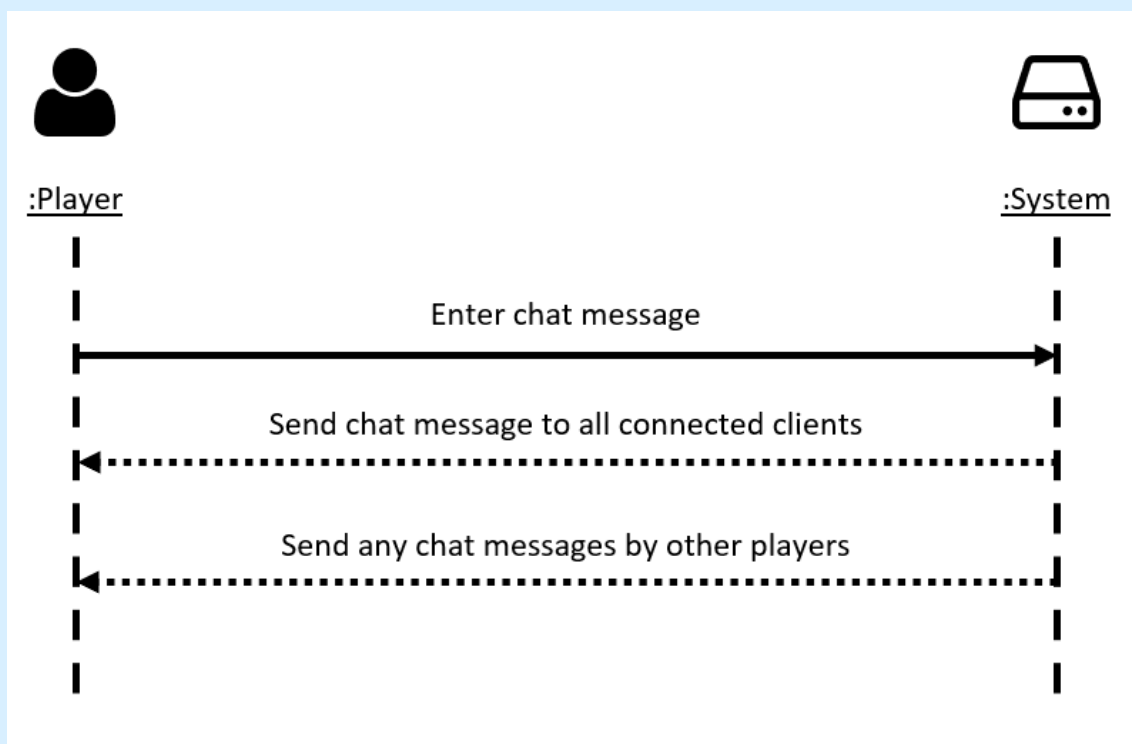 :Player
:System
Enter chat message
Send chat message to all connected clients
Send any chat messages by other players